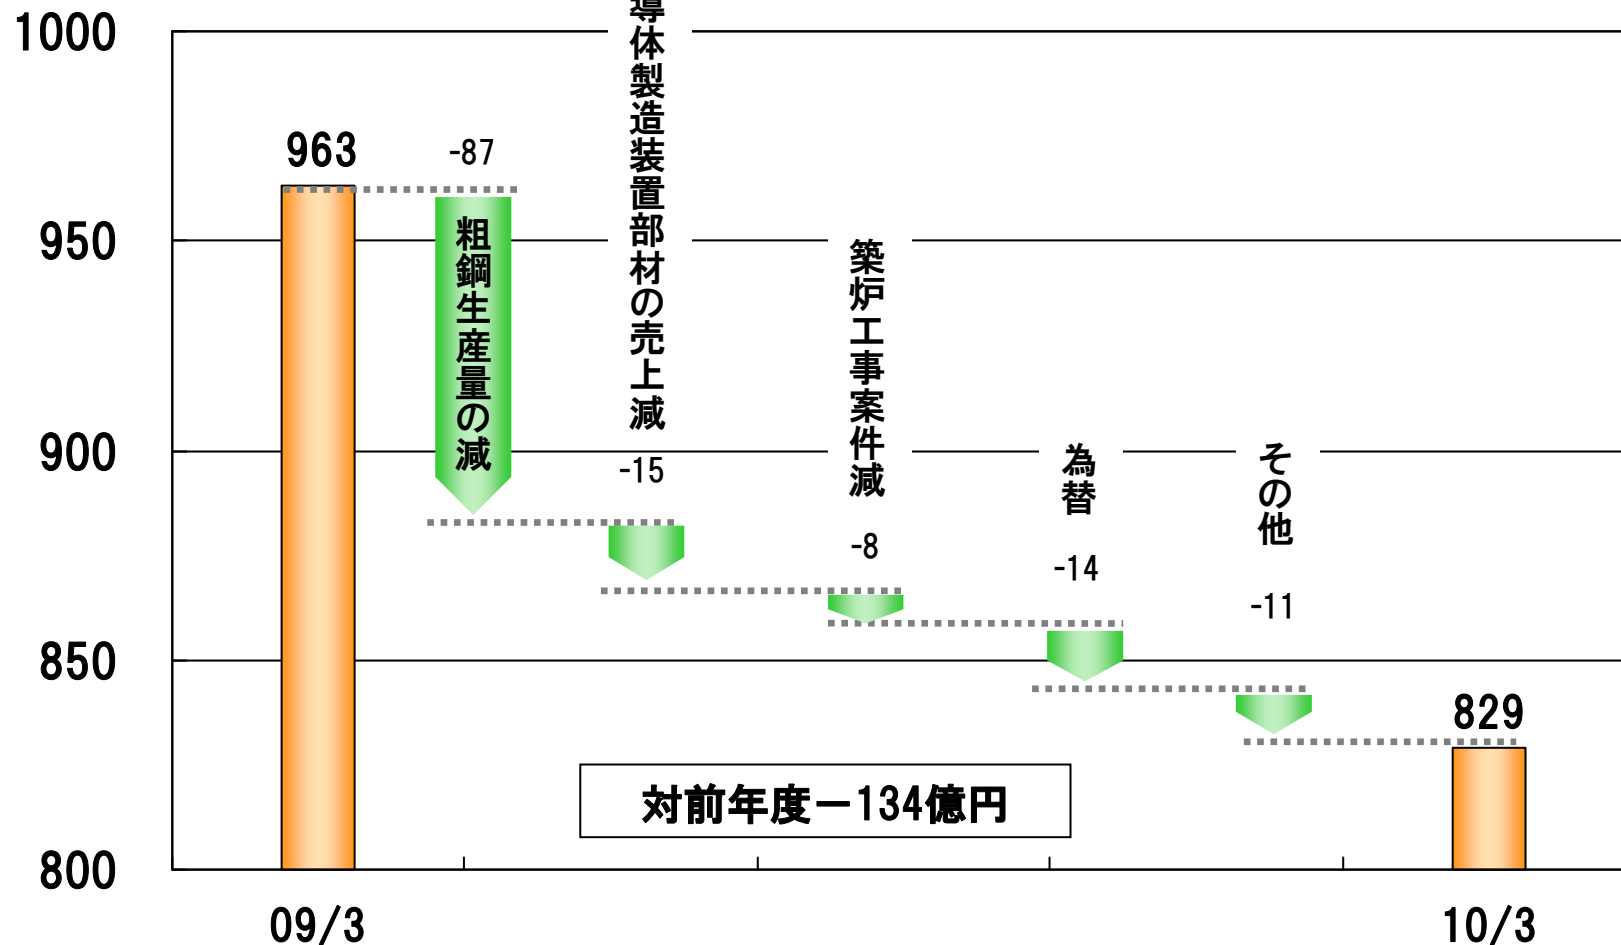 1000
950
900
850
800
963
-87
粗鋼生産量の減
導体製造装置部材の売上減
-15
築炉工事案件減
-8
為替
-14
その他
-11
829
対前年度－134億円
09/3
10/3